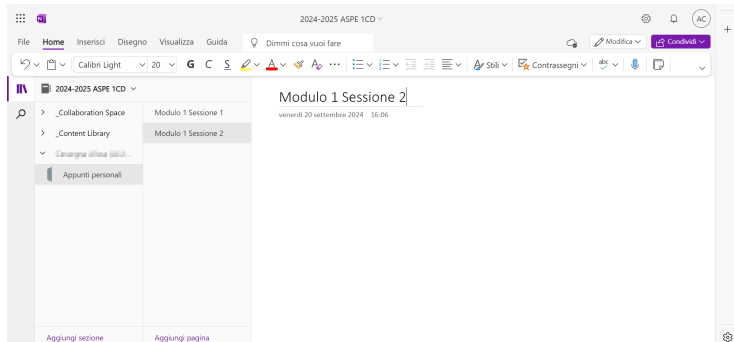 2024-2025 ASPE 1CD
AC
File Home Inserisci Disegno Visualizza Guida Dimmi cosa vuoi fare Modifica Condividi
Calibri Light 20 G C S A A Stili Contrassegni abc
2024-2025 ASPE 1CD
_Collaboration Space
_Content Library
Appunti personali
Aggiungi sezione
Modulo 1 Sessione 1
Modulo 1 Sessione 2
Aggiungi pagina
Modulo 1 Sessione 2
venerdì 20 settembre 2024 16:06